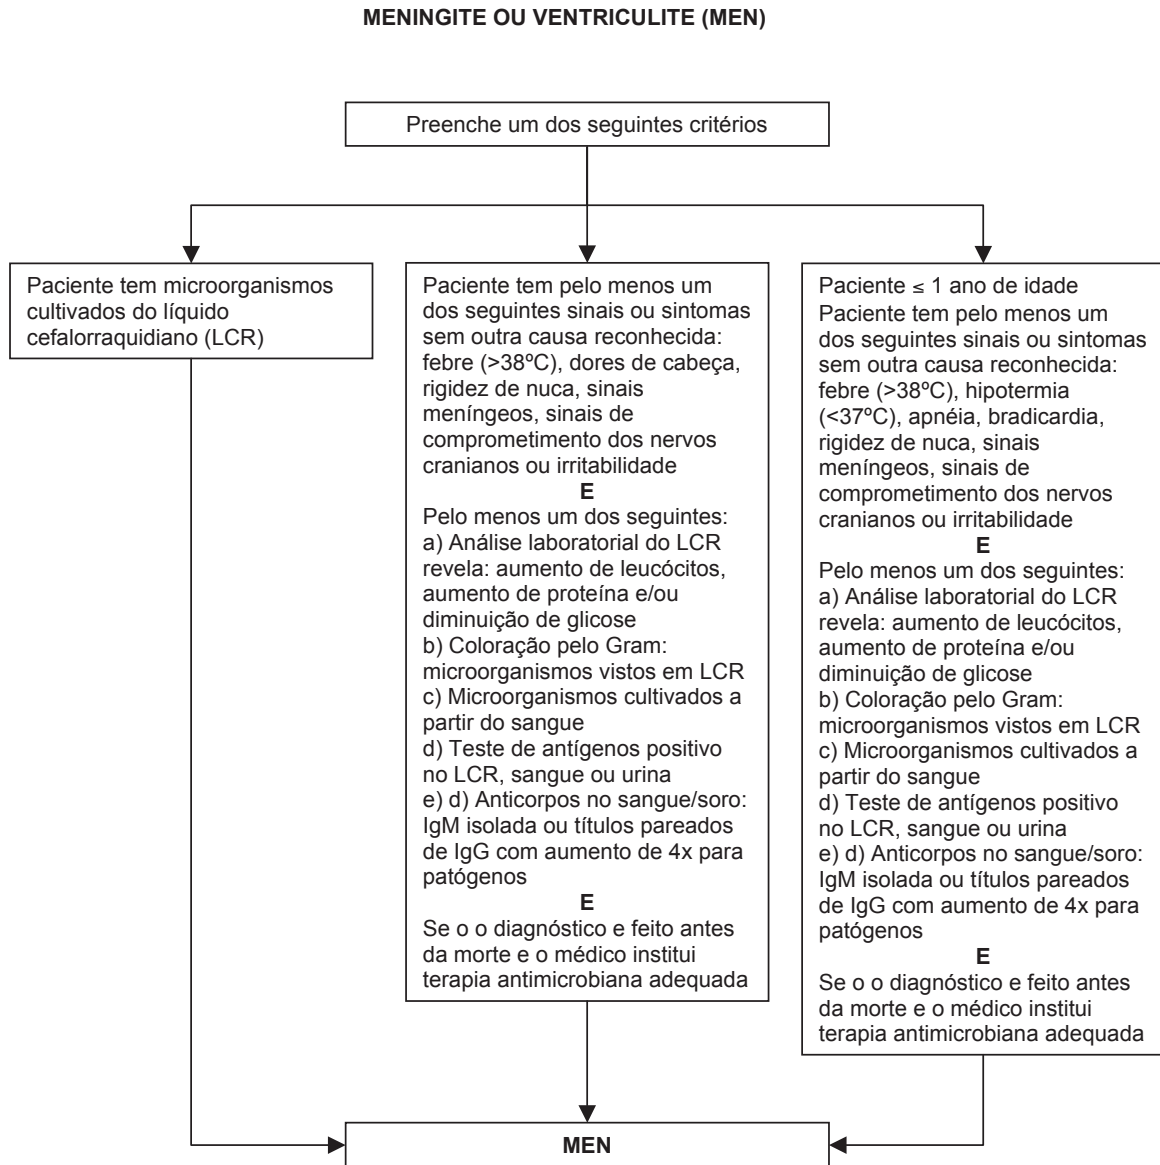 MENINGITE OU VENTRICULITE (MEN)
Preenche um dos seguintes critérios
Paciente tem microorganismos
cultivados do líquido
cefalorraquidiano (LCR)
Paciente tem pelo menos um
dos seguintes sinais ou sintomas
sem outra causa reconhecida:
febre (>38ºC), dores de cabeça,
rigidez de nuca, sinais
meníngeos, sinais de
comprometimento dos nervos
cranianos ou irritabilidade
E
Pelo menos um dos seguintes:
a) Análise laboratorial do LCR
revela: aumento de leucócitos,
aumento de proteína e/ou
diminuição de glicose
b) Coloração pelo Gram:
microorganismos vistos em LCR
c) Microorganismos cultivados a
partir do sangue
d) Teste de antígenos positivo
no LCR, sangue ou urina
e) d) Anticorpos no sangue/soro:
IgM isolada ou títulos pareados
de IgG com aumento de 4x para
patógenos
E
Se o o diagnóstico e feito antes
da morte e o médico institui
terapia antimicrobiana adequada
Paciente ≤ 1 ano de idade
Paciente tem pelo menos um
dos seguintes sinais ou sintomas
sem outra causa reconhecida:
febre (>38ºC), hipotermia
(<37ºC), apnéia, bradicardia,
rigidez de nuca, sinais
meníngeos, sinais de
comprometimento dos nervos
cranianos ou irritabilidade
E
Pelo menos um dos seguintes:
a) Análise laboratorial do LCR
revela: aumento de leucócitos,
aumento de proteína e/ou
diminuição de glicose
b) Coloração pelo Gram:
microorganismos vistos em LCR
c) Microorganismos cultivados a
partir do sangue
d) Teste de antígenos positivo
no LCR, sangue ou urina
e) d) Anticorpos no sangue/soro:
IgM isolada ou títulos pareados
de IgG com aumento de 4x para
patógenos
E
Se o o diagnóstico e feito antes
da morte e o médico institui
terapia antimicrobiana adequada
MEN